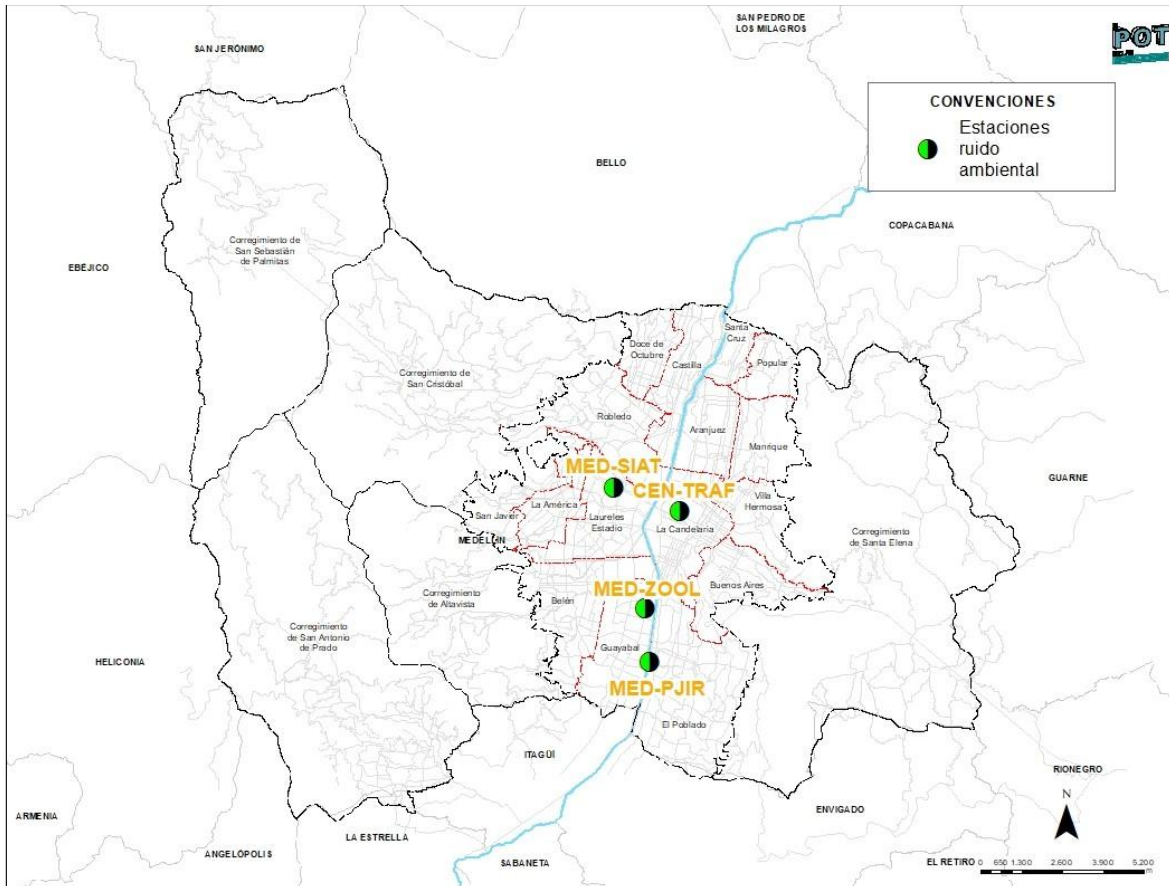 SAN PEDRO DE
LOS MILAGROS
SAN JERÓNIMO
POT
CONVENCIONES
Estaciones
ruido
ambiental
BELLO
COPACABANA
Corregimiento de
San Sebastián
de Palmitas
EBÉJICO
Santa
Cruz
Doce de
Octubre
Castilla
Popular
Corregimiento de
San Cristóbal
Robledo
Aranjuez
Manrique
MED-SIAT
CEN-TRAF
GUARNE
Villa
Hermosa
La América
San Javier
Laureles
Estadio
La Candelaria
MEDELLÍN
Corregimiento
de Santa Elena
Buenos Aires
MED-ZOOL
Corregimiento
de Altavista
Belén
Corregimiento
de San Antonio
de Prado
Guayabal
HELICONIA
MED-PJIR
El Poblado
ITAGÜÍ
RIONEGRO
N
ARMENIA
ENVIGADO
LA ESTRELLA
ANGELÓPOLIS
SABANETA
EL RETIRO
0 650 1.300 2.600 3.900 5.200
m